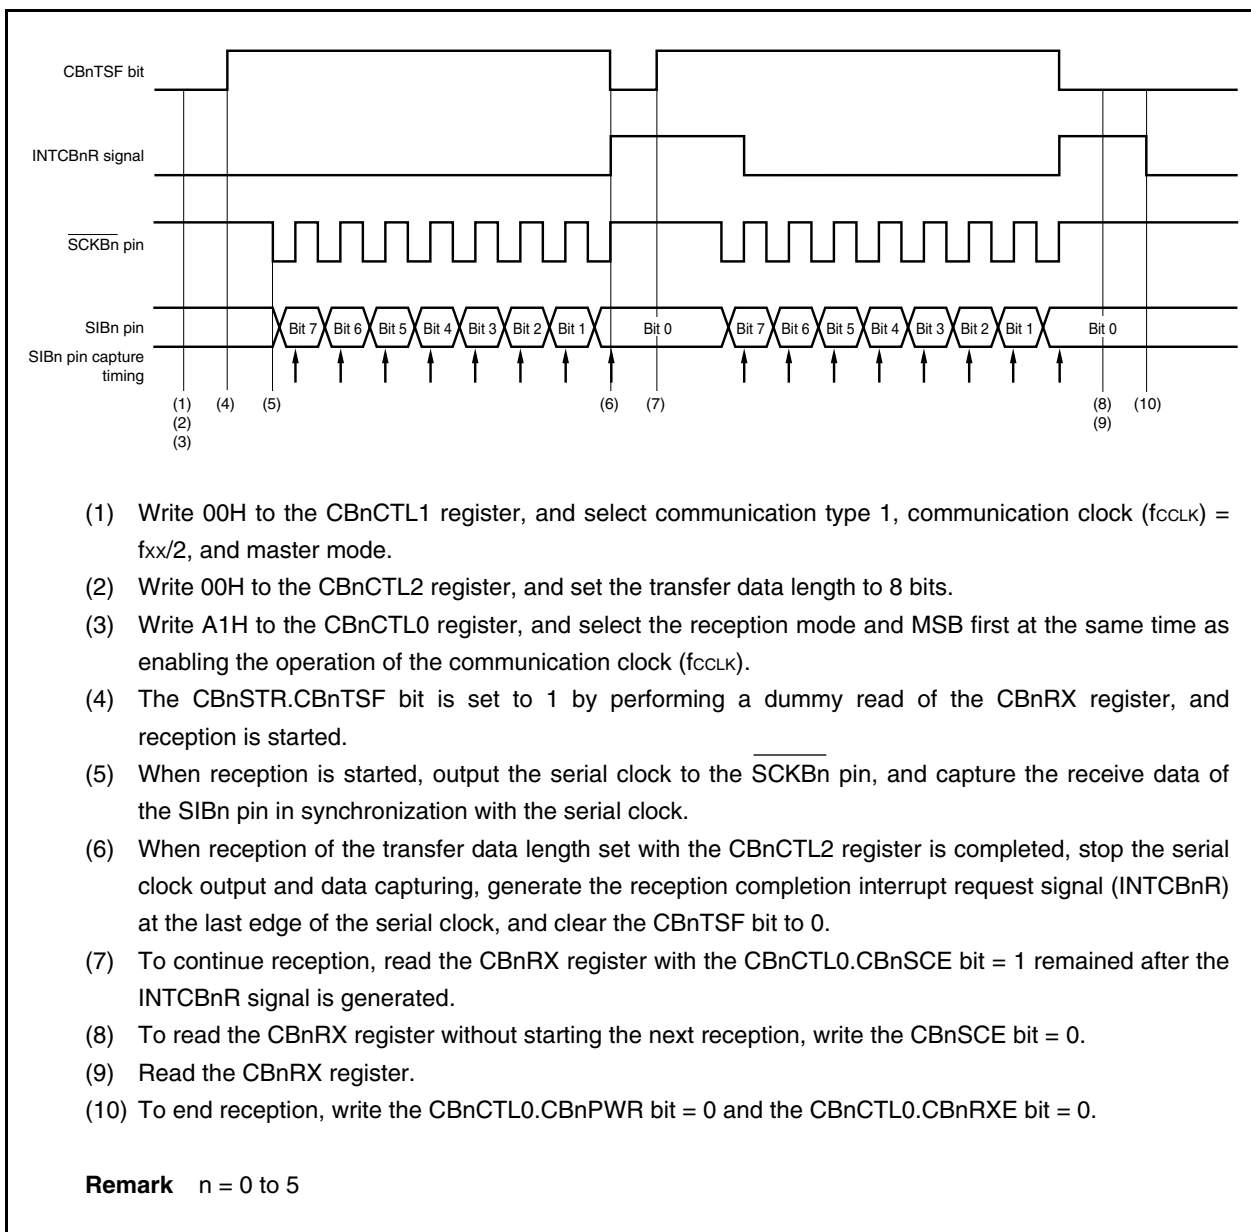 CBnTSF bit
INTCBnR signal
SCKBn pin
SIBn pin
Bit 7 Bit 6 Bit 5 Bit 4 Bit 3 Bit 2 Bit 1 Bit 0 Bit 7 Bit 6 Bit 5 Bit 4 Bit 3 Bit 2 Bit 1 Bit 0
SIBn pin capture
timing
(1) (4) (5) (6) (7) (8) (10)
(2) (9)
(3)
(1) Write 00H to the CBnCTL1 register, and select communication type 1, communication clock (fCCLK) =
fxx/2, and master mode.
(2) Write 00H to the CBnCTL2 register, and set the transfer data length to 8 bits.
(3) Write A1H to the CBnCTL0 register, and select the reception mode and MSB first at the same time as
enabling the operation of the communication clock (fCCLK).
(4) The CBnSTR.CBnTSF bit is set to 1 by performing a dummy read of the CBnRX register, and
reception is started.
(5) When reception is started, output the serial clock to the SCKBn pin, and capture the receive data of
the SIBn pin in synchronization with the serial clock.
(6) When reception of the transfer data length set with the CBnCTL2 register is completed, stop the serial
clock output and data capturing, generate the reception completion interrupt request signal (INTCBnR)
at the last edge of the serial clock, and clear the CBnTSF bit to 0.
(7) To continue reception, read the CBnRX register with the CBnCTL0.CBnSCE bit = 1 remained after the
INTCBnR signal is generated.
(8) To read the CBnRX register without starting the next reception, write the CBnSCE bit = 0.
(9) Read the CBnRX register.
(10) To end reception, write the CBnCTL0.CBnPWR bit = 0 and the CBnCTL0.CBnRXE bit = 0.
Remark n = 0 to 5